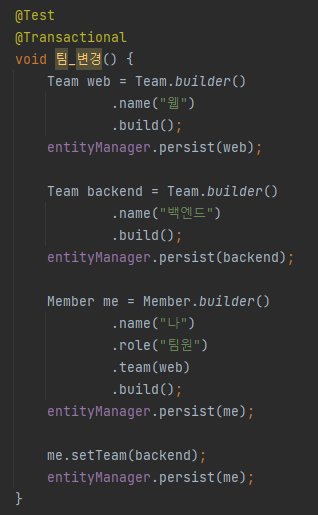 @Test
@Transactional
void 팀_변경() {
    Team web = Team.builder()
            .name("웹")
            .build();
    entityManager.persist(web);

    Team backend = Team.builder()
            .name("백엔드")
            .build();
    entityManager.persist(backend);

    Member me = Member.builder()
            .name("나")
            .role("팀원")
            .team(web)
            .build();
    entityManager.persist(me);

    me.setTeam(backend);
    entityManager.persist(me);
}